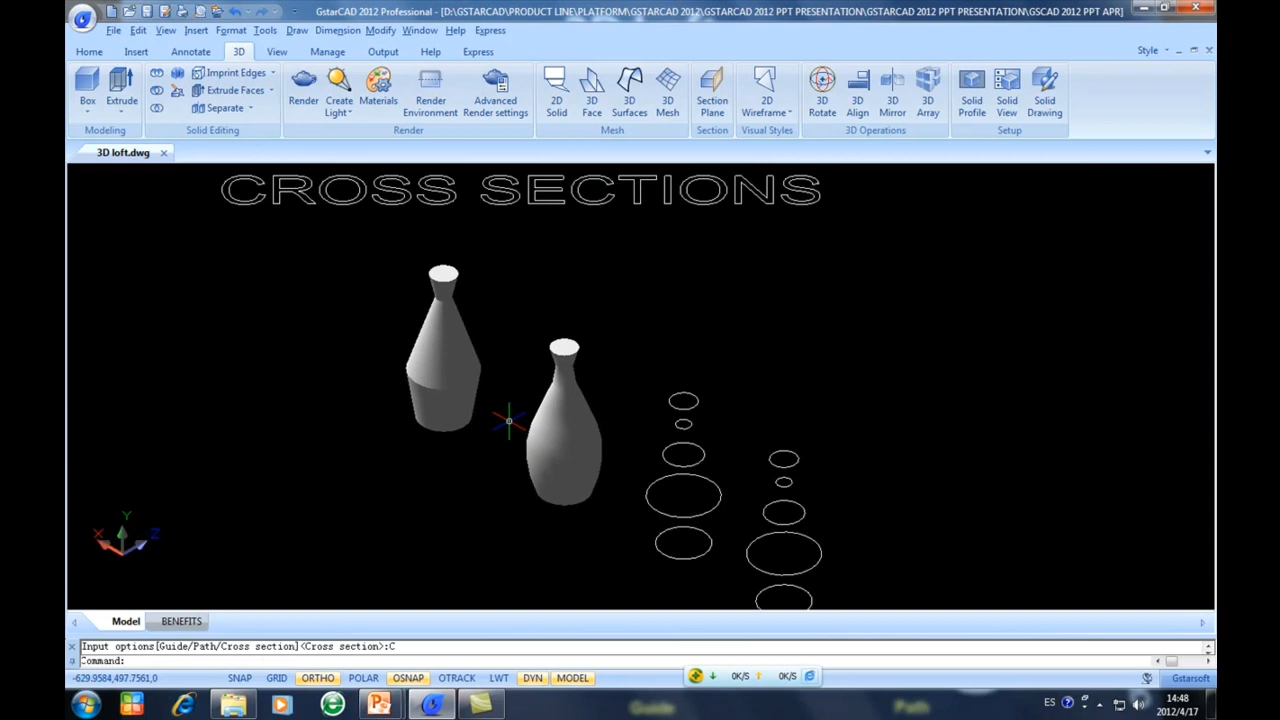 GstarCAD 2012 Professional - [D:\GSTARCAD\PRODUCT LINE\PLATFORM\GSTARCAD 2012\GSTARCAD 2012 PPT PRESENTATION\GSTARCAD 2012 PPT PRESENTATION\GSCAD 2012 PPT APR]
File Edit View Insert Format Tools Draw Dimension Modify Window Help Express
Home Insert Annotate 3D View Manage Output Help Express Style
Imprint Edges
Extrude Faces
Separate
Box Extrude Render Create Light Materials Render Environment Advanced Render settings 2D Solid 3D Face 3D Surfaces 3D Mesh Section Plane 2D Wireframe 3D Rotate 3D Align 3D Mirror 3D Array Solid Profile Solid View Solid Drawing
Modeling Solid Editing Render Mesh Section Visual Styles 3D Operations Setup
3D loft.dwg
CROSS SECTIONS
Y
X Z
Model BENEFITS
Input options[Guide/Path/Cross section]<Cross section>:C
Command:
-629.9584,497.7561,0 SNAP GRID ORTHO POLAR OSNAP OTRACK LWT DYN MODEL 0K/S 0K/S Gstarsoft
ES 14:48
2012/4/17
Guide Path